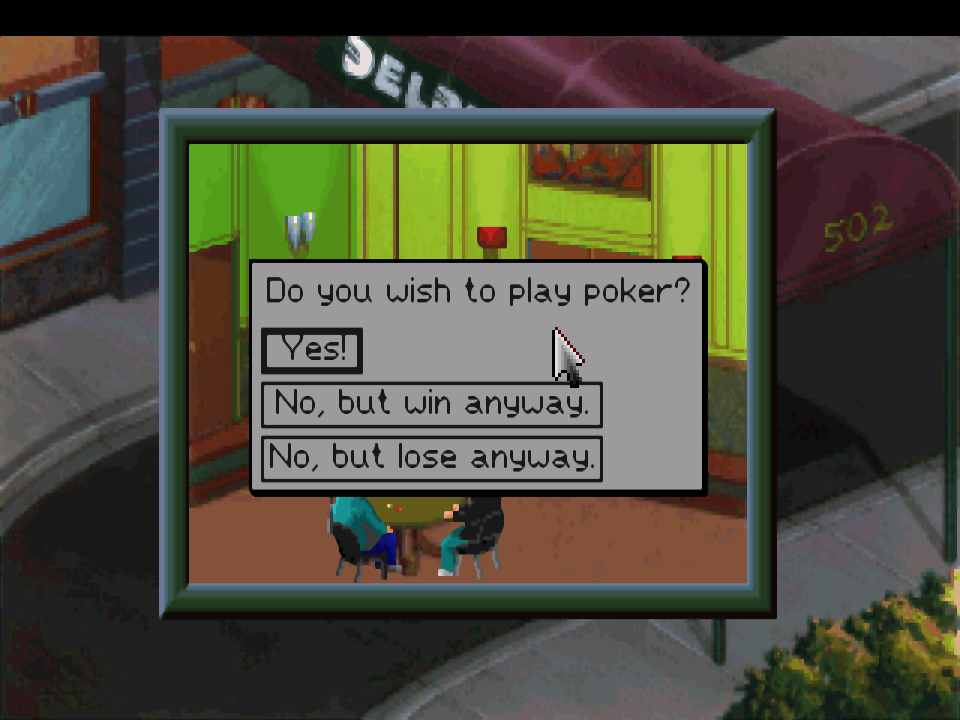 502
Do you wish to play poker?
Yes!
No, but win anyway.
No, but lose anyway.